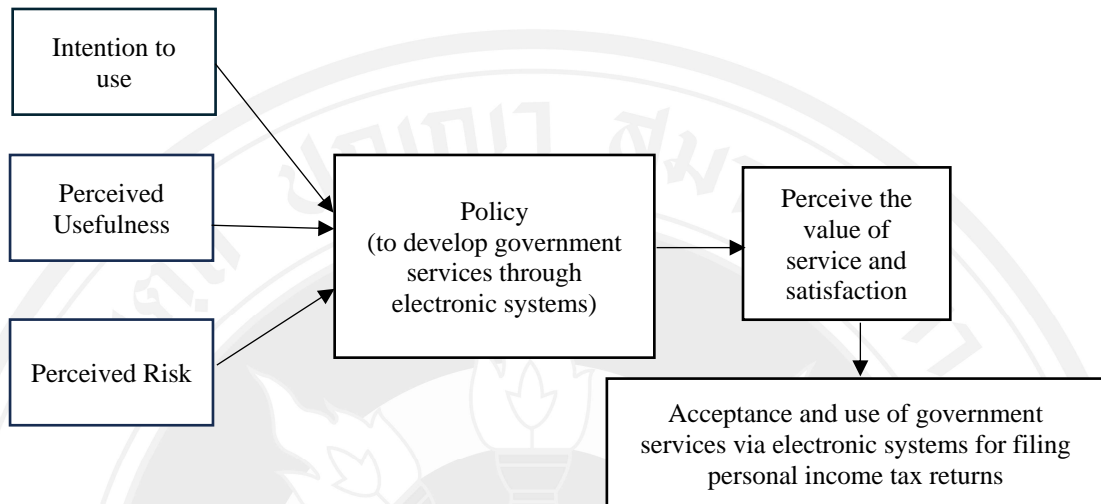 Intention to
use
Perceived
Usefulness
Perceived Risk
Policy
(to develop government
services through
electronic systems)
Perceive the
value of
service and
satisfaction
Acceptance and use of government
services via electronic systems for filing
personal income tax returns